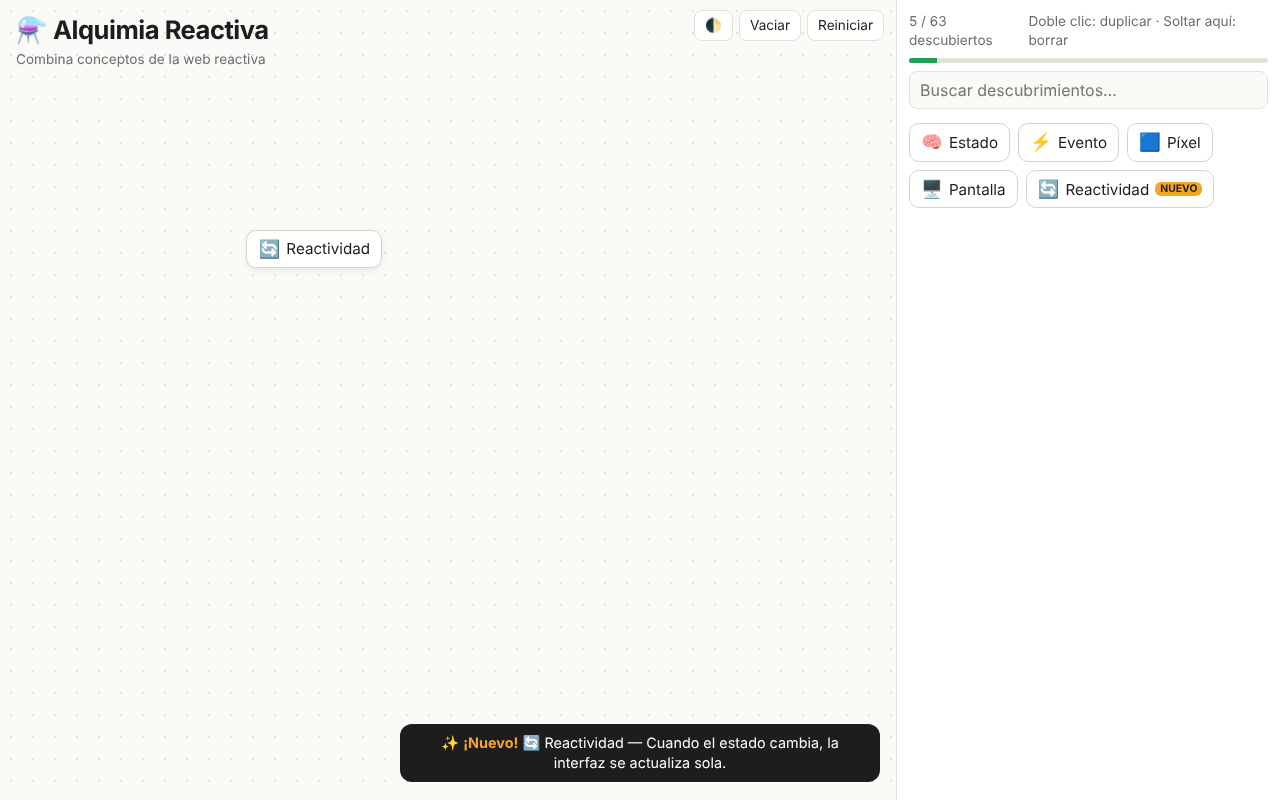 Alquimia Reactiva
Combina conceptos de la web reactiva
Vaciar
Reiniciar
5 / 63 descubiertos
Doble clic: duplicar · Soltar aquí: borrar
Buscar descubrimientos...
Estado
Evento
Píxel
Pantalla
Reactividad NUEVO
Reactividad
¡Nuevo! Reactividad — Cuando el estado cambia, la
interfaz se actualiza sola.